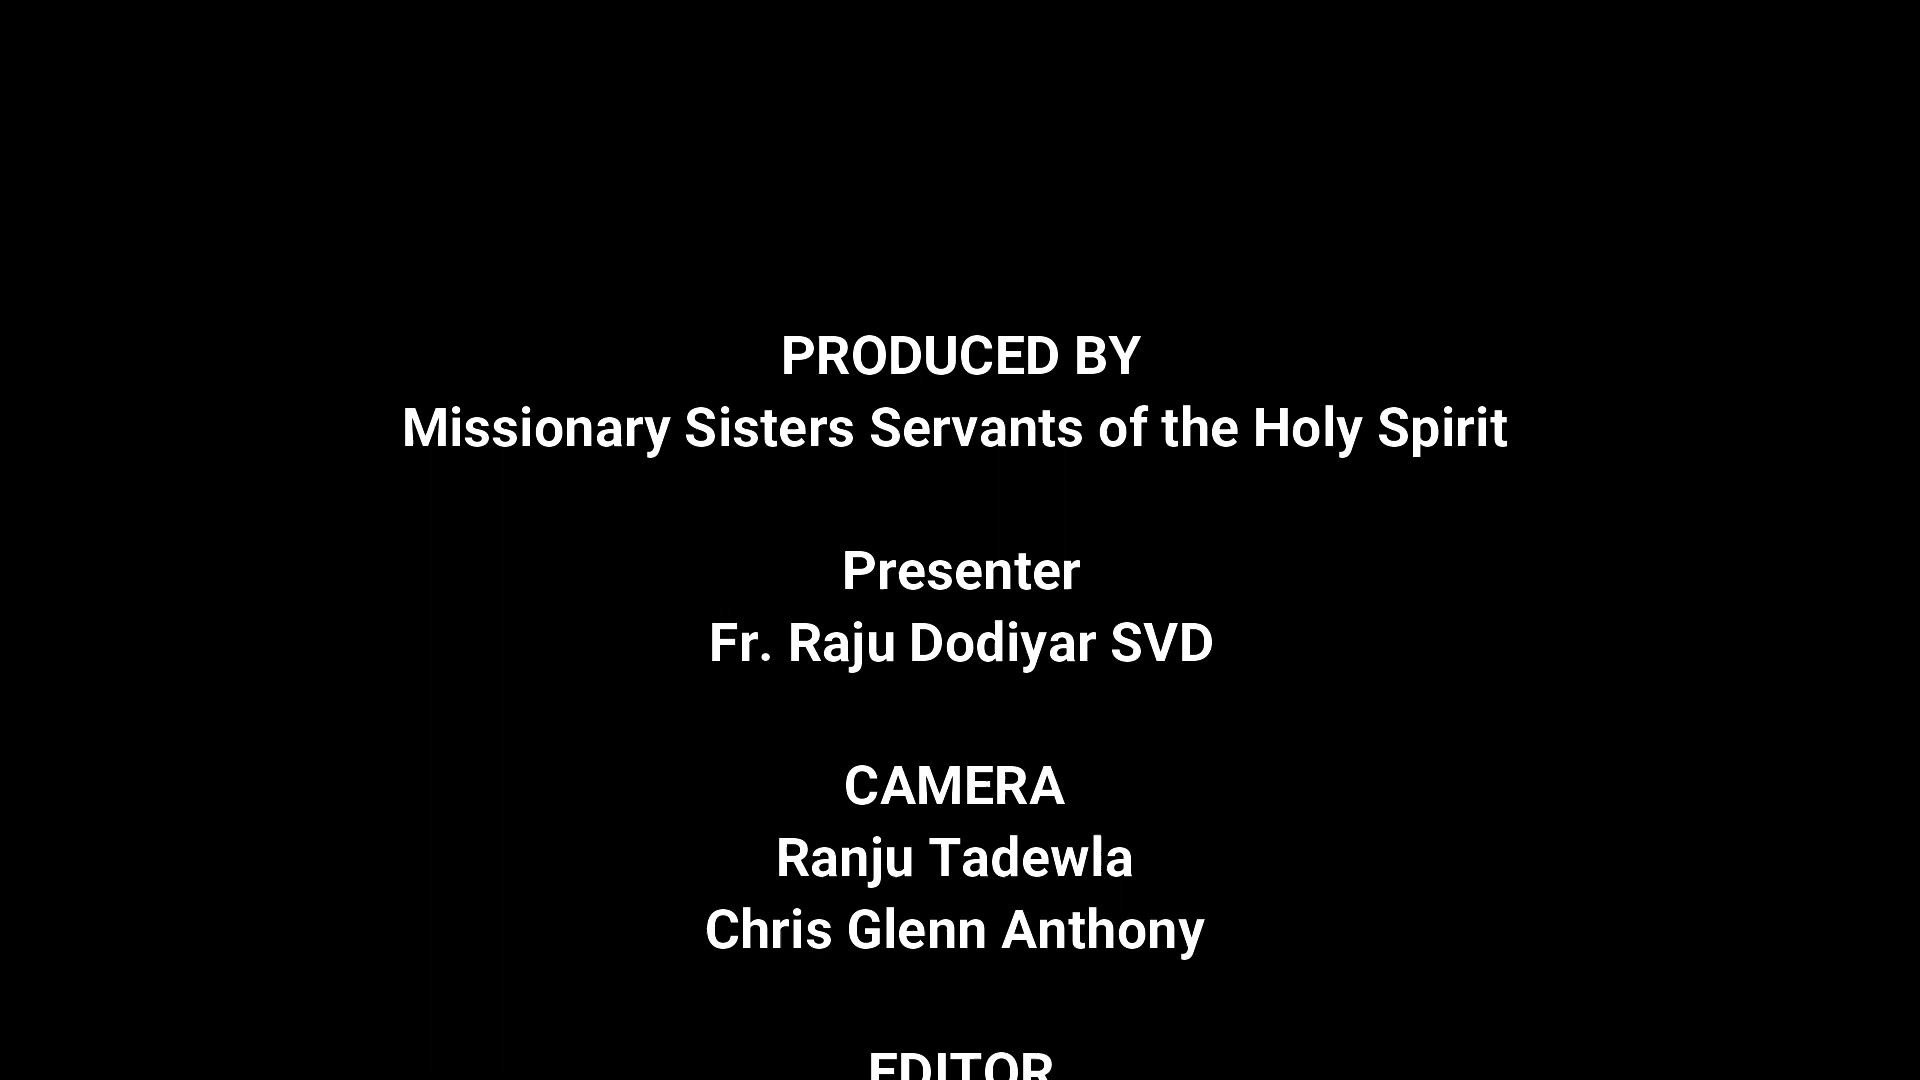 PRODUCED BY
Missionary Sisters Servants of the Holy Spirit
Presenter
Fr. Raju Dodiyar SVD
CAMERA
Ranju Tadewla
Chris Glenn Anthony
EDITOR